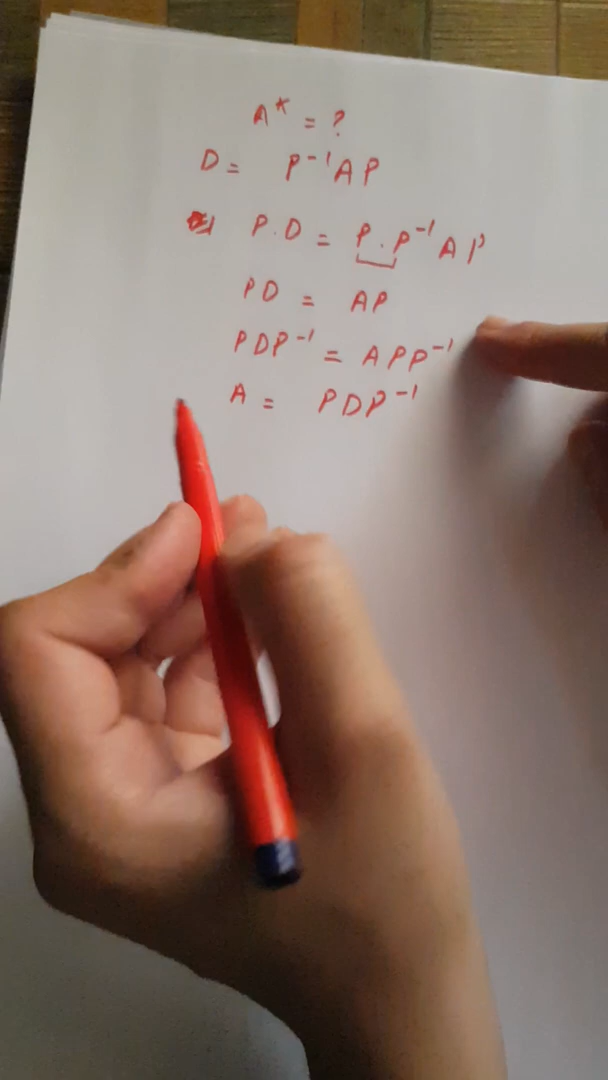 A* = ?
D = P⁻¹AP
P.D = P.P⁻¹AP
PD = AP
PDP⁻¹ = APP⁻¹
A = PDP⁻¹